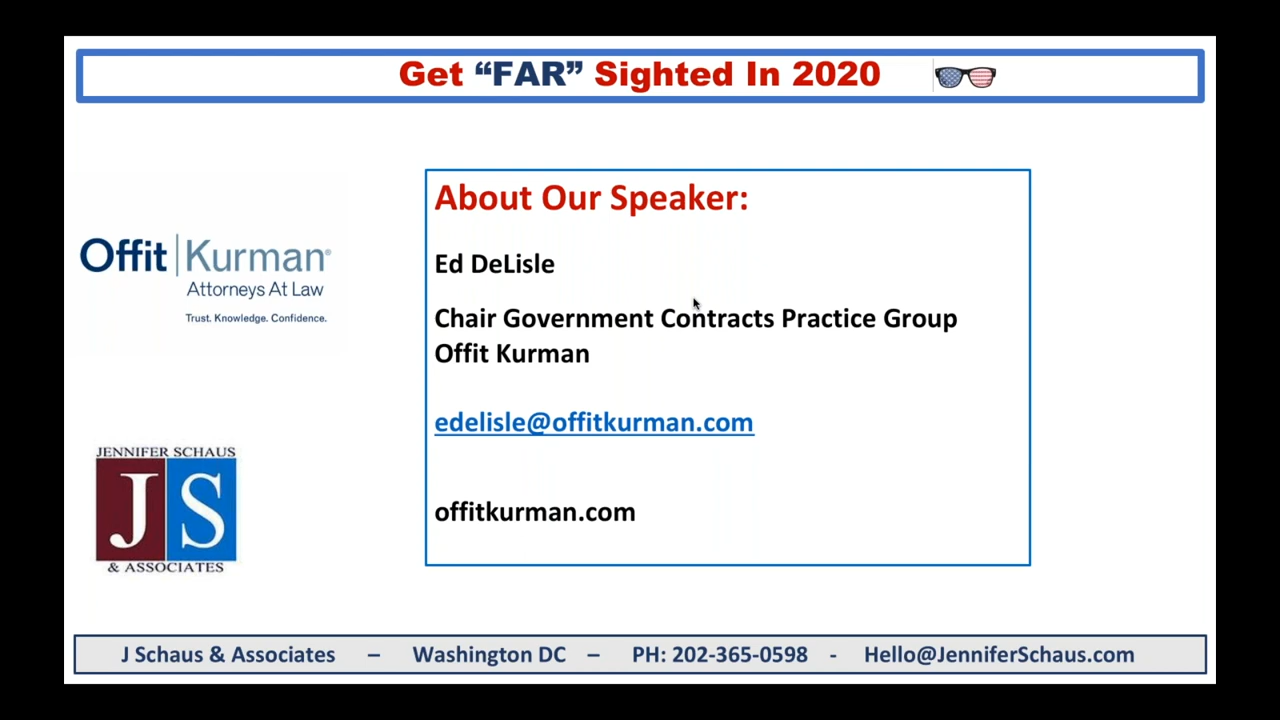 Get “FAR” Sighted In 2020
Offit | Kurman®
Attorneys At Law
Trust. Knowledge. Confidence.
About Our Speaker:
Ed DeLisle
Chair Government Contracts Practice Group
Offit Kurman
edelisle@offitkurman.com
offitkurman.com
JENNIFER SCHAUS
JS
& ASSOCIATES
J Schaus & Associates – Washington DC – PH: 202-365-0598 - Hello@JenniferSchaus.com